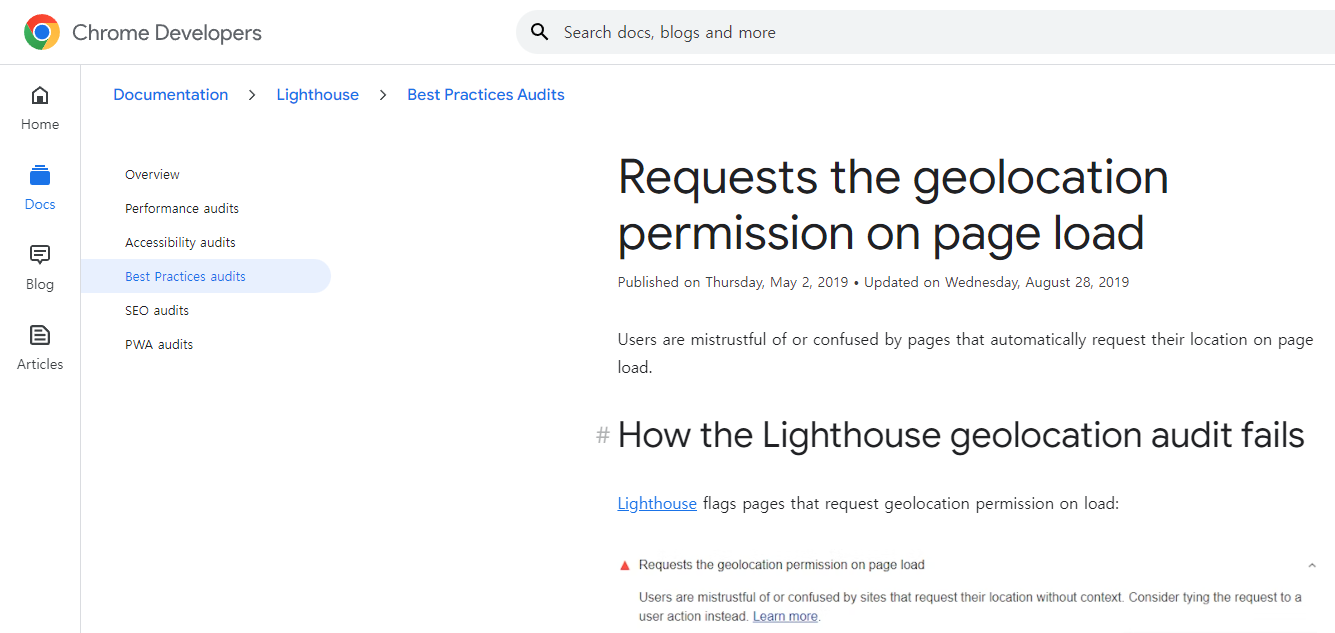 Chrome Developers
Search docs, blogs and more
Home
Docs
Blog
Articles
Documentation > Lighthouse > Best Practices Audits
Overview
Performance audits
Accessibility audits
Best Practices audits
SEO audits
PWA audits
Requests the geolocation
permission on page load
Published on Thursday, May 2, 2019 • Updated on Wednesday, August 28, 2019
Users are mistrustful of or confused by pages that automatically request their location on page
load.
# How the Lighthouse geolocation audit fails
Lighthouse flags pages that request geolocation permission on load:
Requests the geolocation permission on page load
Users are mistrustful of or confused by sites that request their location without context. Consider tying the request to a
user action instead. Learn more.